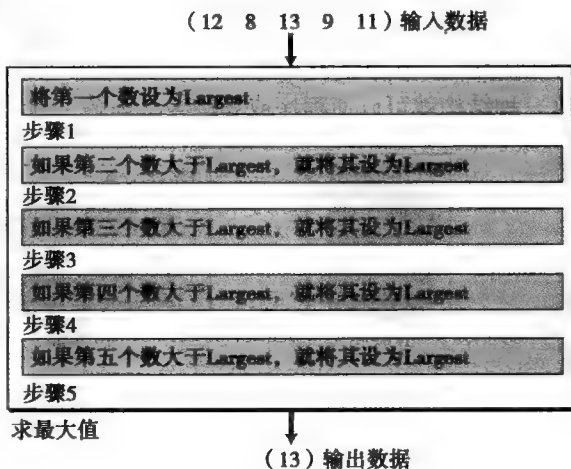 （12 8 13 9 11）输入数据
将第一个数设为Largest
步骤1
如果第二个数大于Largest，就将其设为Largest
步骤2
如果第三个数大于Largest，就将其设为Largest
步骤3
如果第四个数大于Largest，就将其设为Largest
步骤4
如果第五个数大于Largest，就将其设为Largest
步骤5
求最大值
（13）输出数据